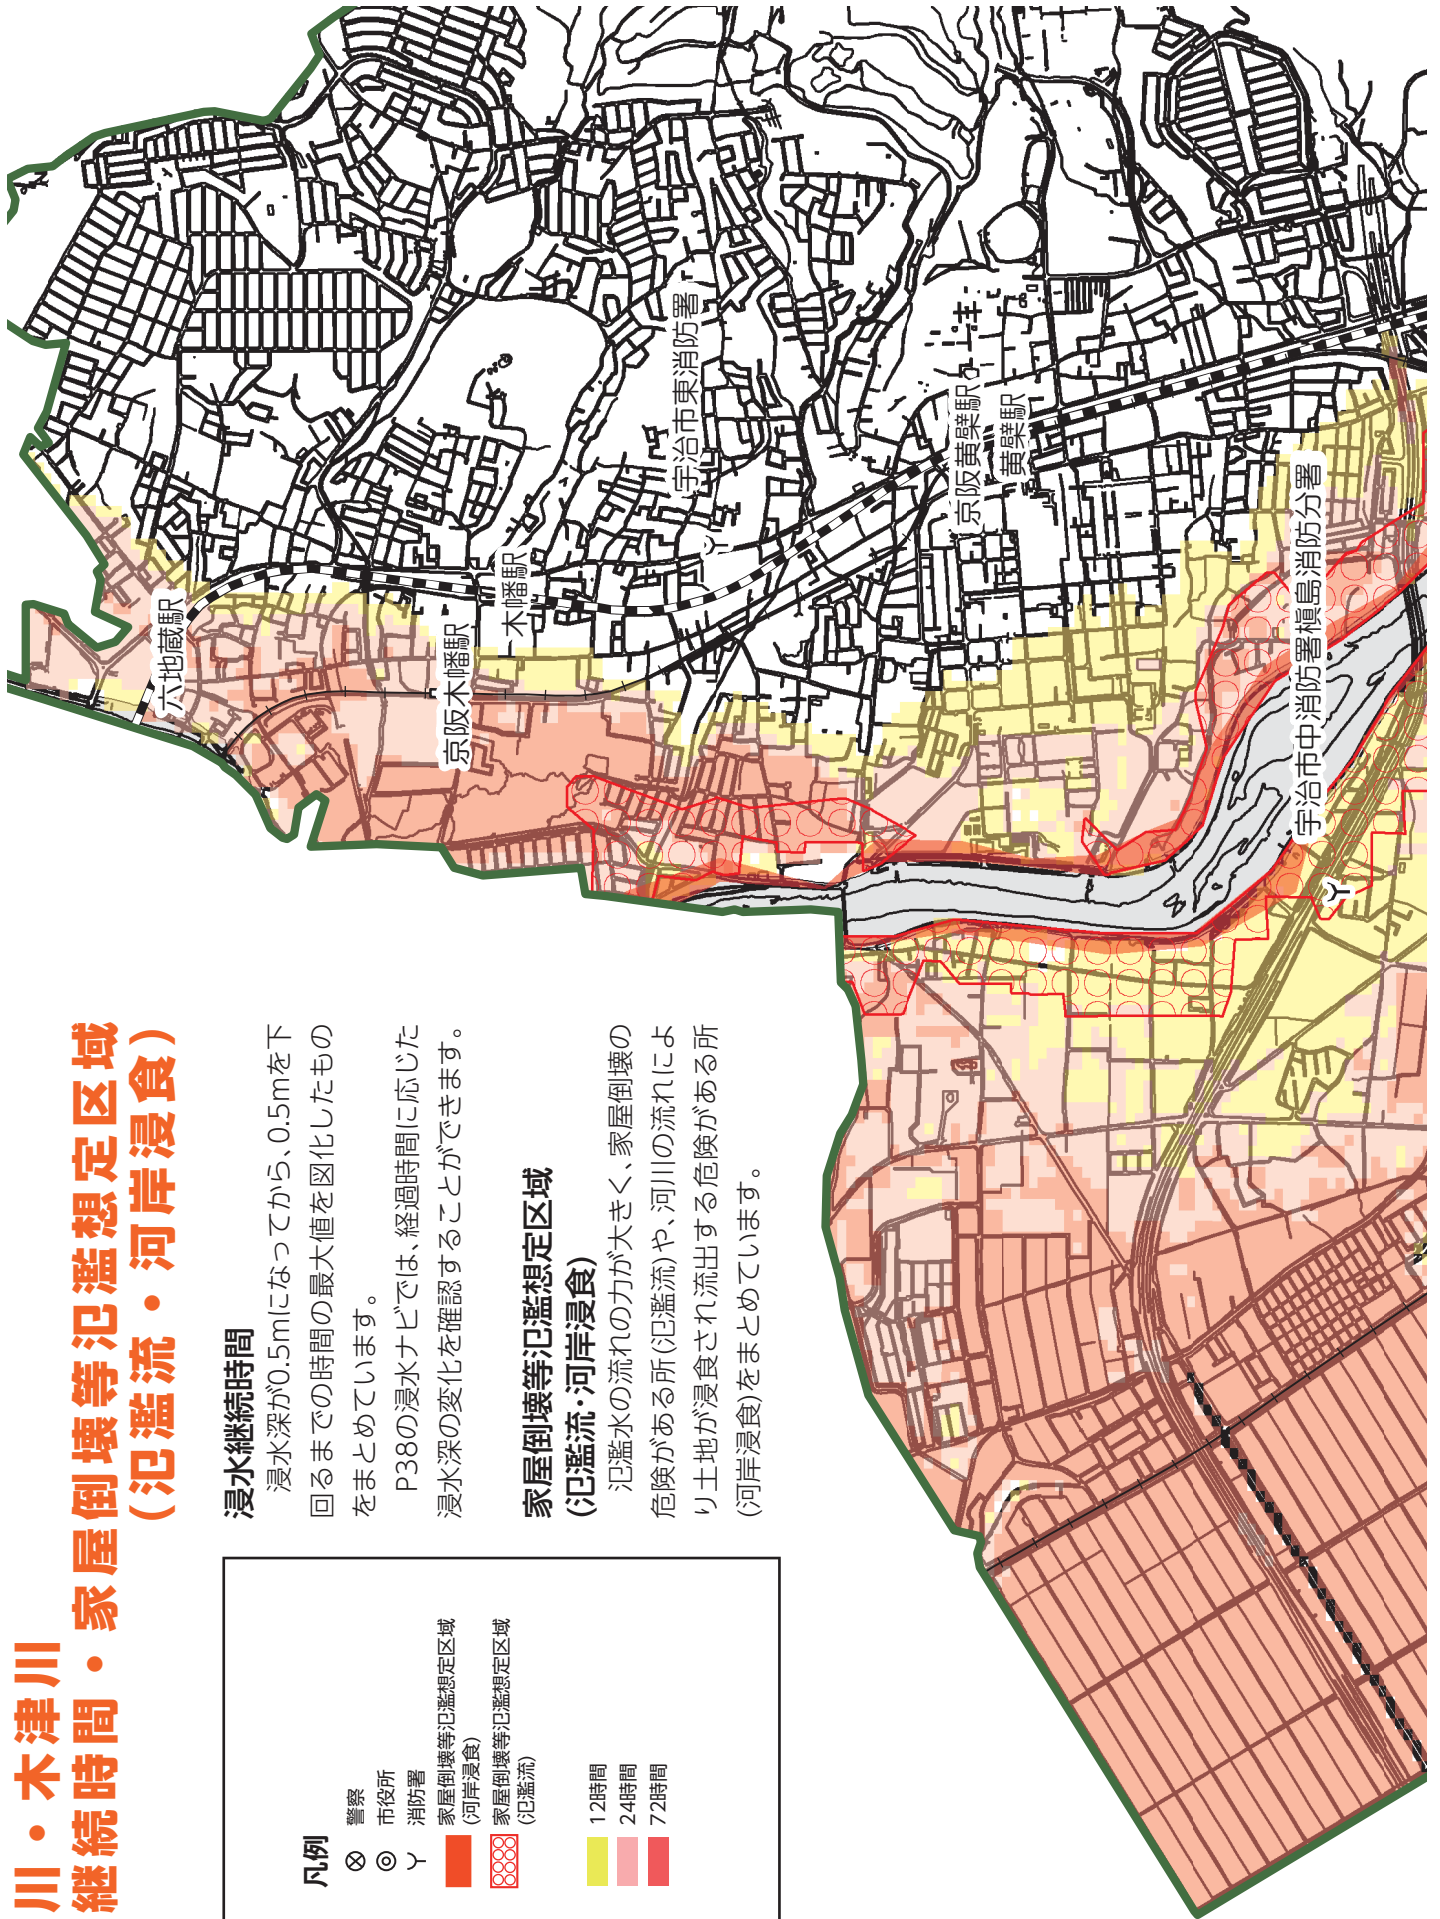 川・木津川
継続時間・家屋倒壊等氾濫想定区域
（氾濫流・河岸浸食）
浸水継続時間
浸水深が0.5mになってから、0.5mを下
回るまでの時間の最大値を図化したもの
をまとめています。
P38の浸水ナビでは、経過時間に応じた
浸水深の変化を確認することができます。
家屋倒壊等氾濫想定区域
(氾濫流・河岸浸食)
氾濫水の流れの力が大きく、家屋倒壊の
危険がある所(氾濫流)や、河川の流れによ
り土地が浸食され流出する危険がある所
(河岸浸食)をまとめています。
凡例
警察
市役所
消防署
家屋倒壊等氾濫想定区域
(河岸浸食)
家屋倒壊等氾濫想定区域
(氾濫流)
12時間
24時間
72時間
六地蔵駅
京阪木幡駅
木幡駅
宇治市東消防署
京阪黄檗駅
黄檗駅
宇治市中消防署槇島消防分署